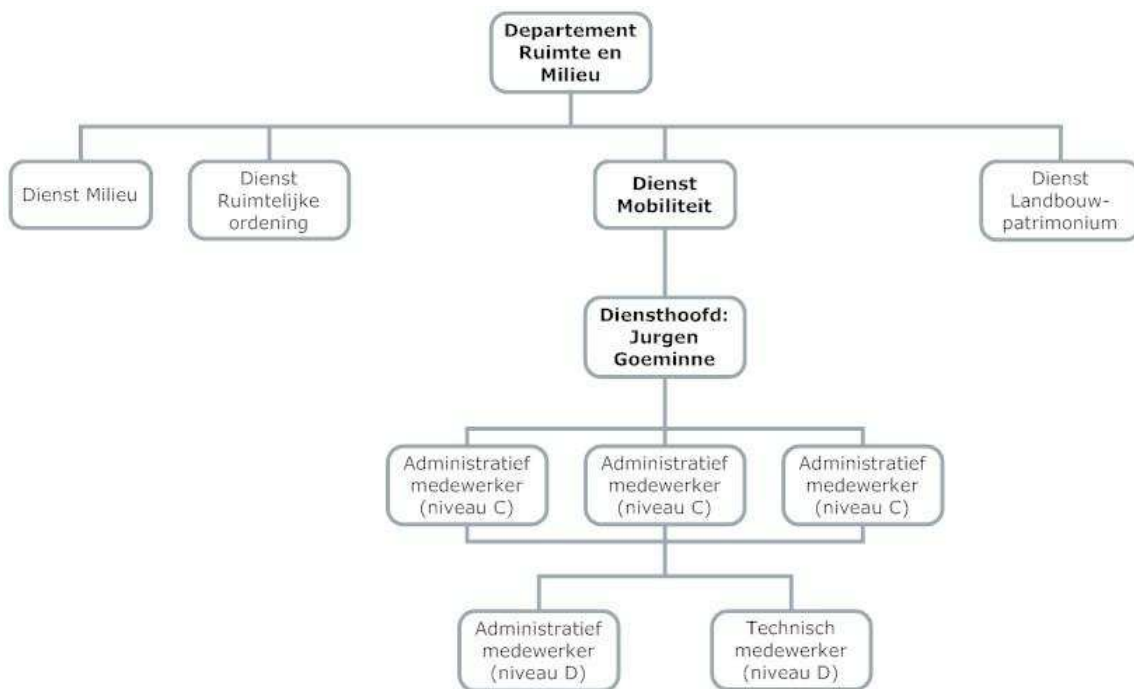 Departement
Ruimte en
Milieu
Dienst Milieu
Dienst
Ruimtelijke
ordening
Dienst
Mobiliteit
Dienst
Landbouw-
patrimonium
Diensthoofd:
Jurgen
Goeminne
Administratief
medewerker
(niveau C)
Administratief
medewerker
(niveau C)
Administratief
medewerker
(niveau C)
Administratief
medewerker
(niveau D)
Technisch
medewerker
(niveau D)